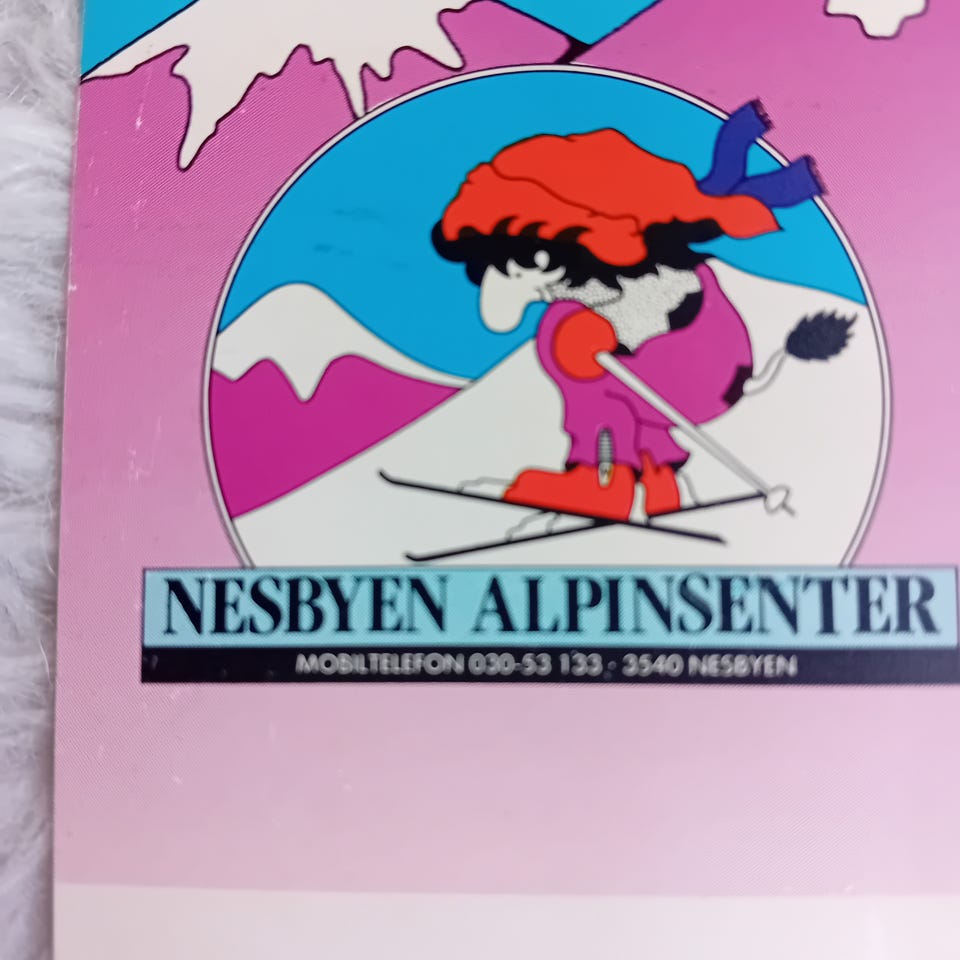 NESBYEN ALPINSENTER
MOBILTELEFON 030-53 133 · 3540 NESBYEN